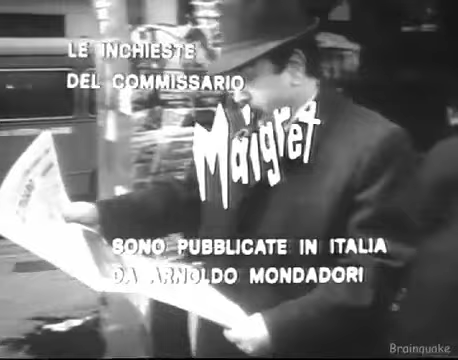 LE INCHIESTE
DEL COMMISSARIO
Maigret
SONO PUBBLICATE IN ITALIA
DA ARNOLDO MONDADORI
Brainquake